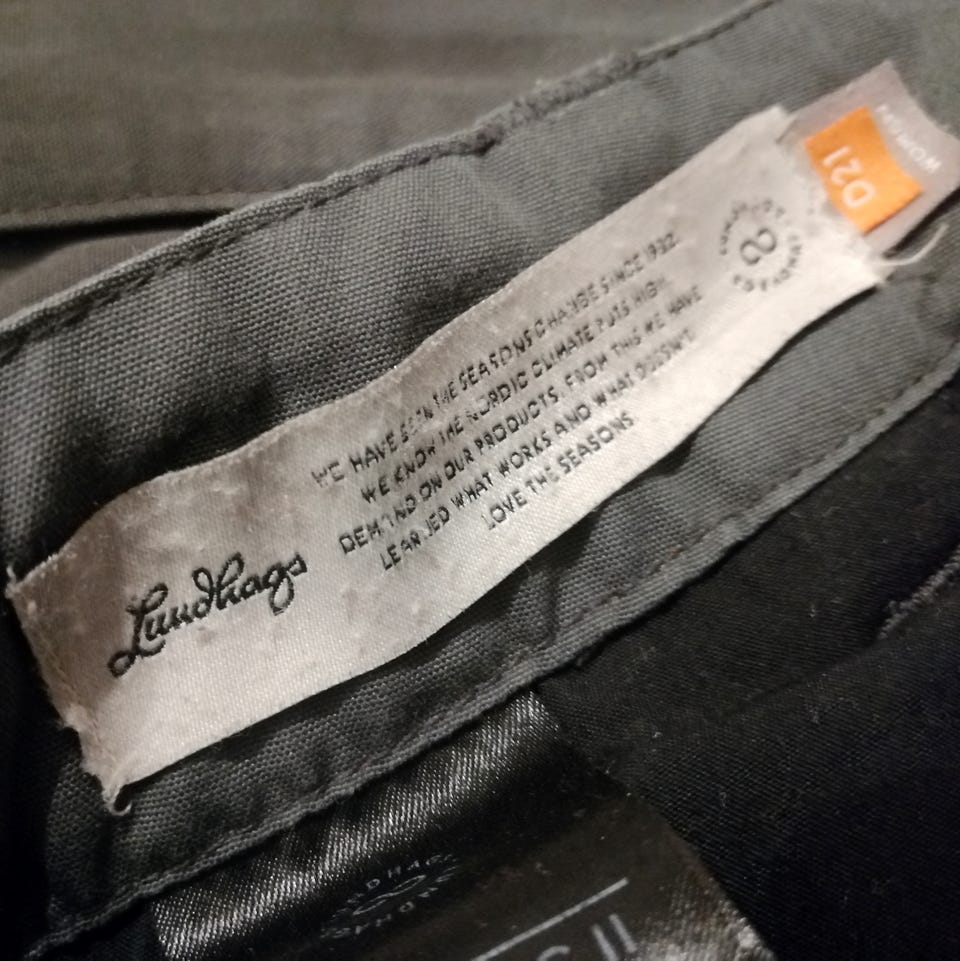 Lundhags
WE HAVE SEEN THE SEASONS CHANGE SINCE 1932.
WE KNOW THE NORDIC CLIMATE PUTS HIGH
DEMAND ON OUR PRODUCTS. FROM THIS WE HAVE
LEARNED WHAT WORKS AND WHAT DOESN'T.
LOVE THE SEASONS
D21
WOMENS